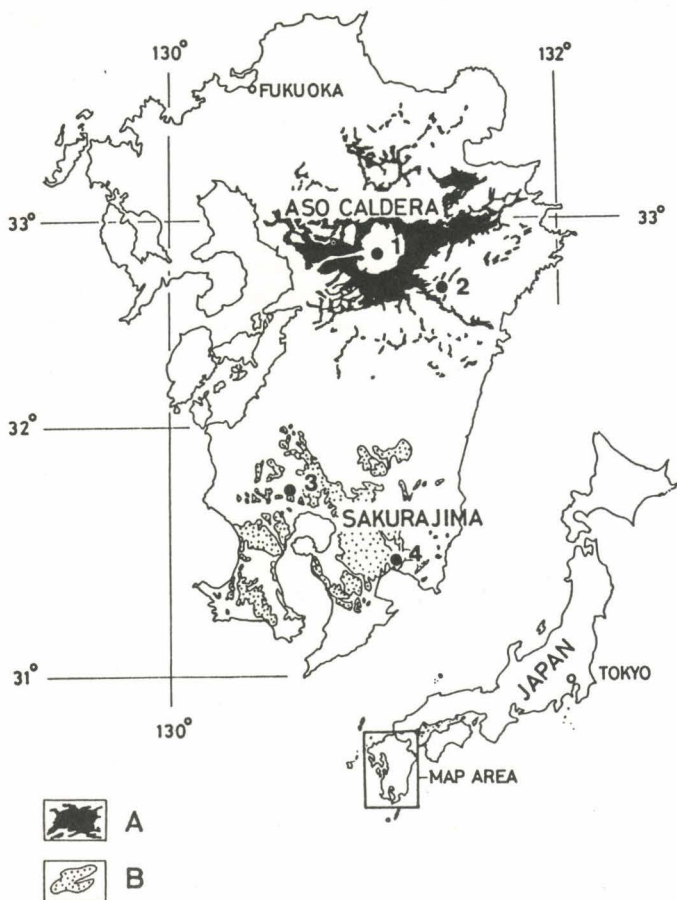 130° 132°
FUKUOKA
33° ASO CALDERA 33°
1
2
32°
3
SAKURAJIMA
4
31°
JAPAN
TOKYO
130°
MAP AREA
A
B